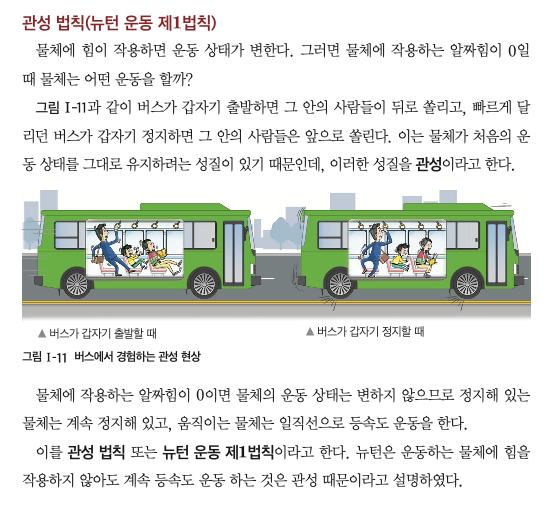 관성 법칙(뉴턴 운동 제1법칙)
물체에 힘이 작용하면 운동 상태가 변한다. 그러면 물체에 작용하는 알짜힘이 0일
때 물체는 어떤 운동을 할까?
그림 Ⅰ-11과 같이 버스가 갑자기 출발하면 그 안의 사람들이 뒤로 쏠리고, 빠르게 달
리던 버스가 갑자기 정지하면 그 안의 사람들은 앞으로 쏠린다. 이는 물체가 처음의 운
동 상태를 그대로 유지하려는 성질이 있기 때문인데, 이러한 성질을 관성이라고 한다.
▲ 버스가 갑자기 출발할 때
▲ 버스가 갑자기 정지할 때
그림 Ⅰ-11 버스에서 경험하는 관성 현상
물체에 작용하는 알짜힘이 0이면 물체의 운동 상태는 변하지 않으므로 정지해 있는
물체는 계속 정지해 있고, 움직이는 물체는 일직선으로 등속도 운동을 한다.
이를 관성 법칙 또는 뉴턴 운동 제1법칙이라고 한다. 뉴턴은 운동하는 물체에 힘을
작용하지 않아도 계속 등속도 운동 하는 것은 관성 때문이라고 설명하였다.